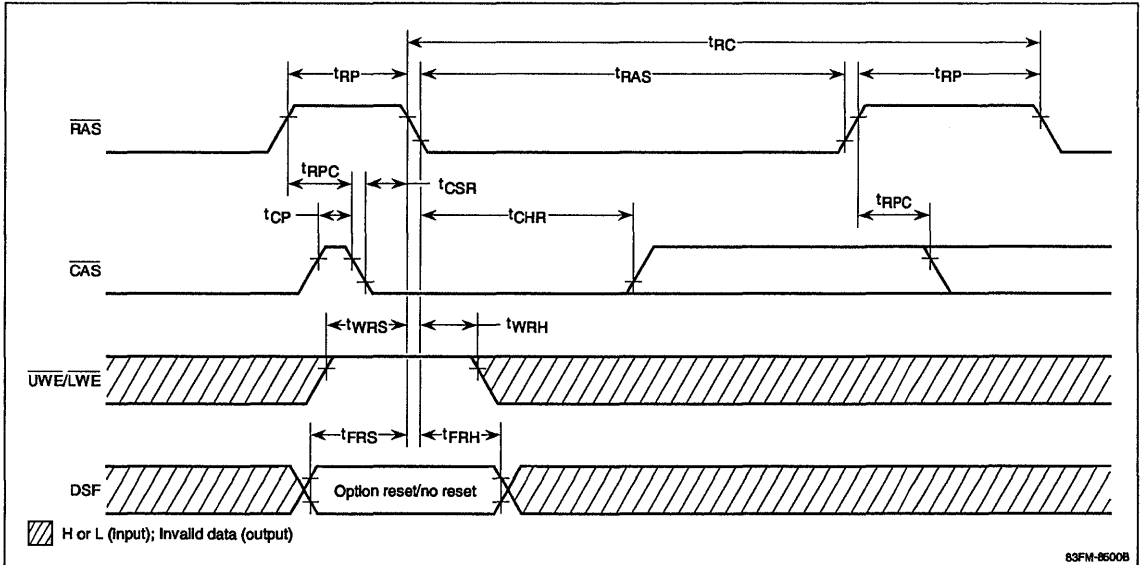 tRC
tRP
tRAS
tRP
RAS
tRPC
tCSR
tCP
tCHR
tRPC
CAS
tWRS
tWRH
UWE/LWE
tFRS
tFRH
DSF
Option reset/no reset
H or L (input); Invalid data (output)
83FM-8500B